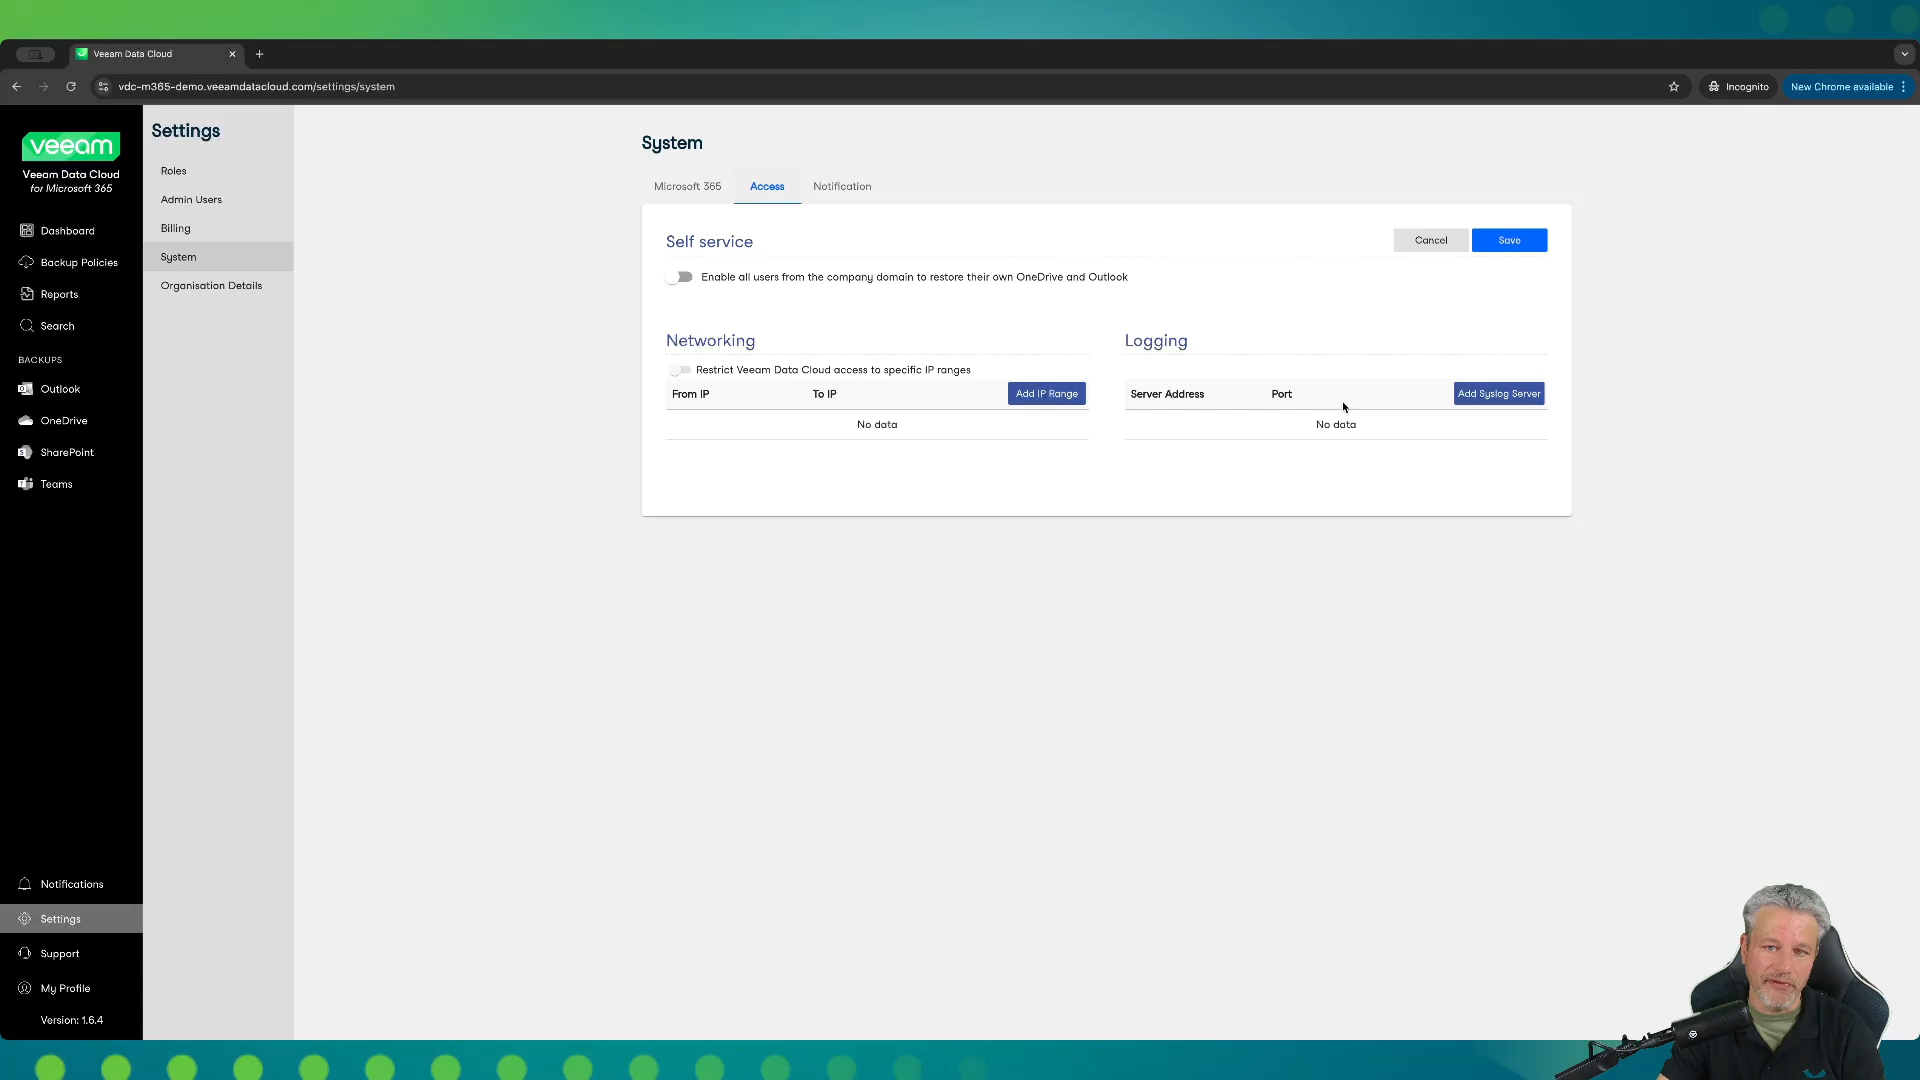 Veeam Data Cloud
vdc-m365-demo.veeamdatacloud.com/settings/system
Incognito
New Chrome available
veeam
Veeam Data Cloud
for Microsoft 365
Dashboard
Backup Policies
Reports
Search
BACKUPS
Outlook
OneDrive
SharePoint
Teams
Notifications
Settings
Support
My Profile
Version: 1.6.4
Settings
Roles
Admin Users
Billing
System
Organisation Details
System
Microsoft 365 Access Notification
Self service
Cancel Save
Enable all users from the company domain to restore their own OneDrive and Outlook
Networking
Restrict Veeam Data Cloud access to specific IP ranges
From IP To IP Add IP Range
No data
Logging
Server Address Port Add Syslog Server
No data